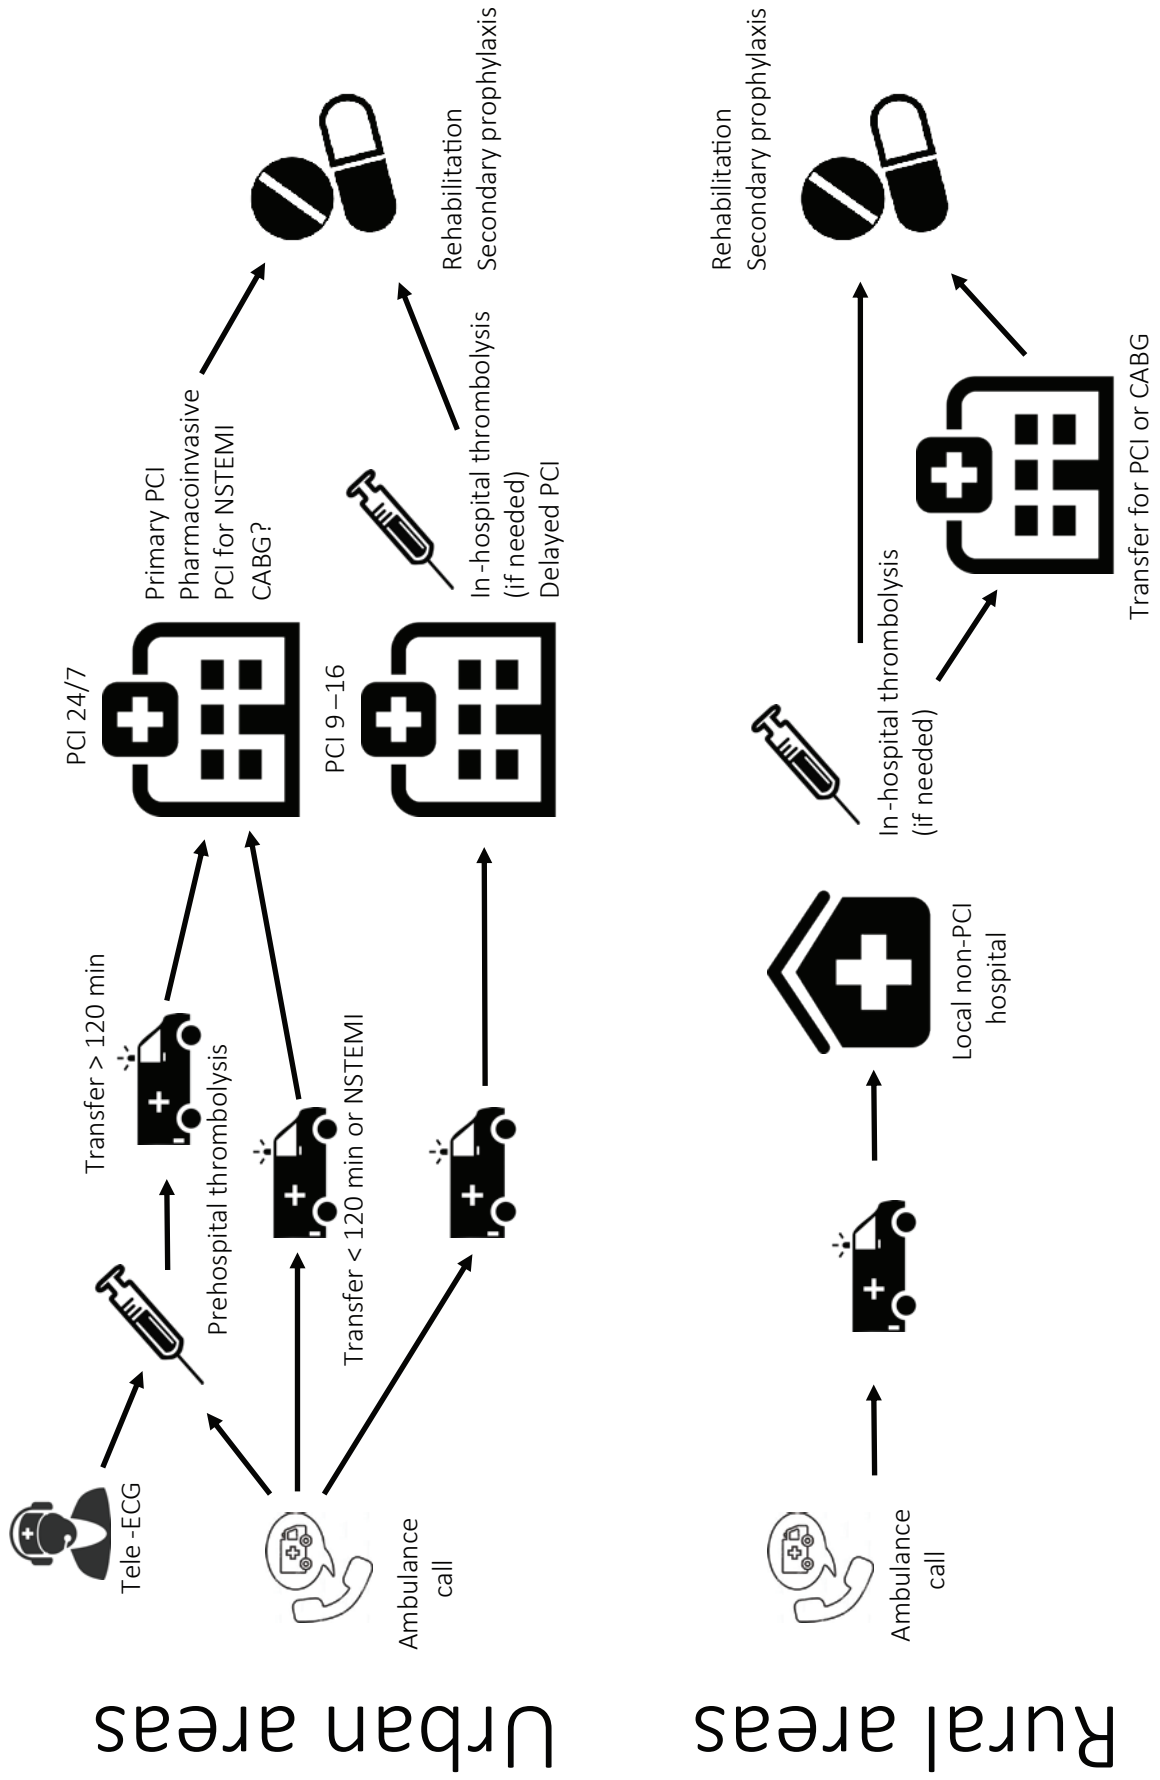 Urban areas
Tele-ECG
Ambulance
call
Transfer > 120 min
Prehospital thrombolysis
Transfer < 120 min or NSTEMI
PCI 24/7
PCI 9–16
Primary PCI
Pharmacoinvasive
PCI for NSTEMI
CABG?
In-hospital thrombolysis
(if needed)
Delayed PCI
Rehabilitation
Secondary prophylaxis
Rural areas
Ambulance
call
Local non-PCI
hospital
In-hospital thrombolysis
(if needed)
Transfer for PCI or CABG
Rehabilitation
Secondary prophylaxis